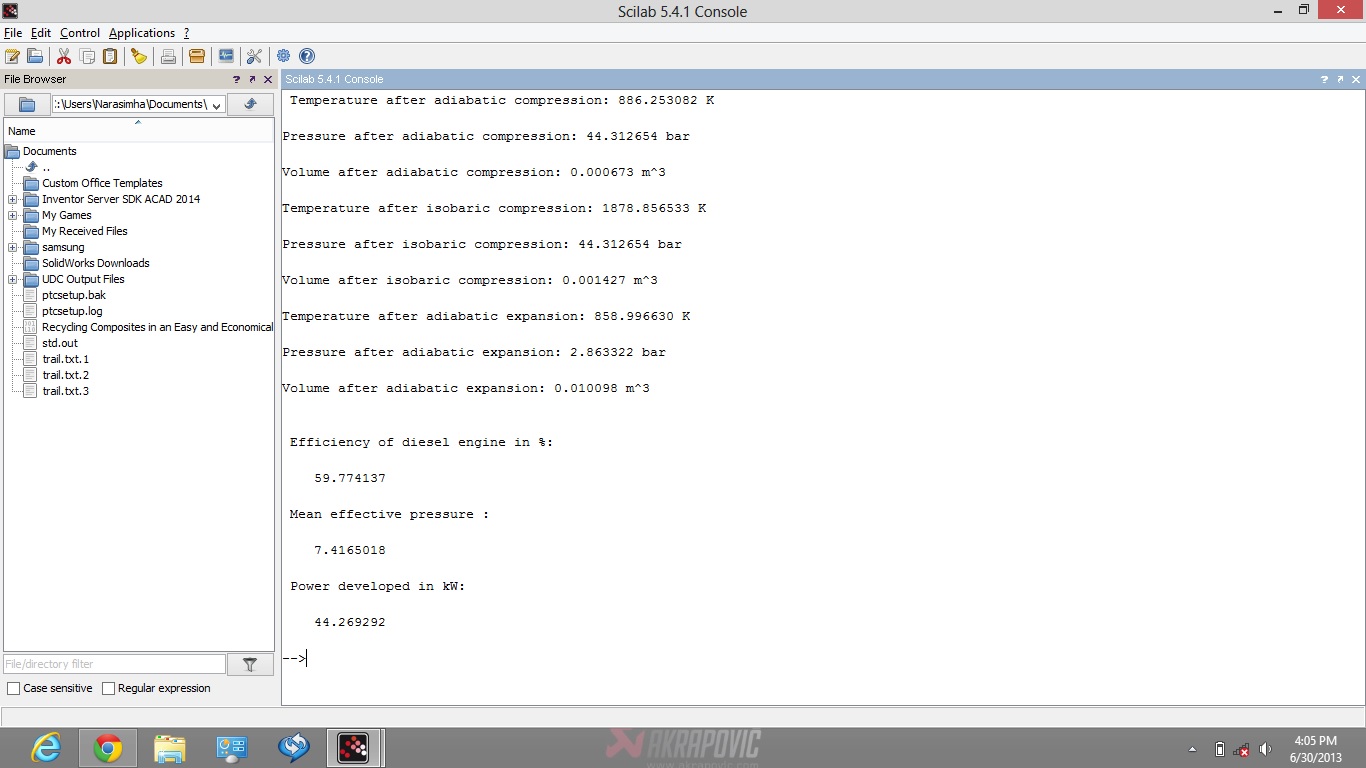 Scilab 5.4.1 Console
File Edit Control Applications ?
File Browser
Scilab 5.4.1 Console
:\Users\Narasimha\Documents\
Name
Documents
..
Custom Office Templates
Inventor Server SDK ACAD 2014
My Games
My Received Files
samsung
SolidWorks Downloads
UDC Output Files
ptcsetup.bak
ptcsetup.log
Recycling Composites in an Easy and Economical
std.out
trail.txt.1
trail.txt.2
trail.txt.3
File/directory filter
Case sensitive Regular expression
Temperature after adiabatic compression: 886.253082 K
Pressure after adiabatic compression: 44.312654 bar
Volume after adiabatic compression: 0.000673 m^3
Temperature after isobaric compression: 1878.856533 K
Pressure after isobaric compression: 44.312654 bar
Volume after isobaric compression: 0.001427 m^3
Temperature after adiabatic expansion: 858.996630 K
Pressure after adiabatic expansion: 2.863322 bar
Volume after adiabatic expansion: 0.010098 m^3
Efficiency of diesel engine in %:
59.774137
Mean effective pressure :
7.4165018
Power developed in kW:
44.269292
-->
AKRAPOVIC
www.akrapovic.com
4:05 PM
6/30/2013